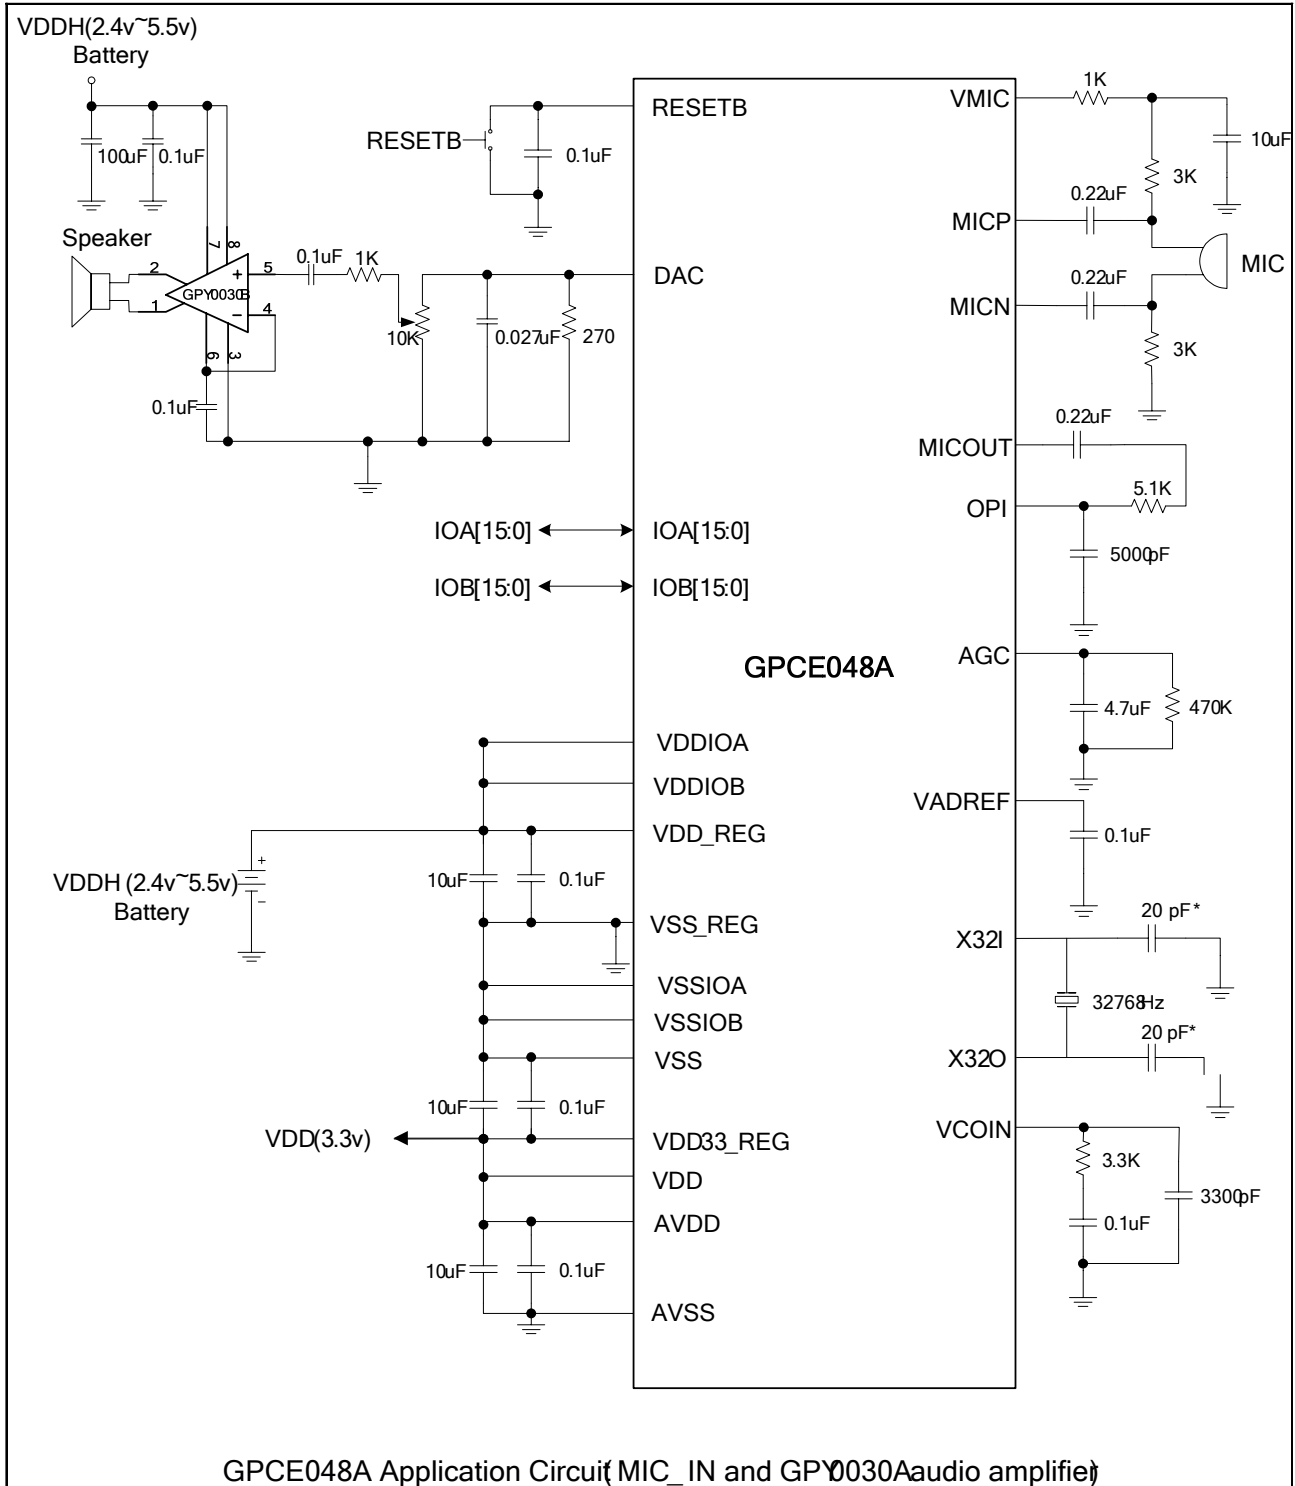 VDDH(2.4v~5.5v)
Battery
100uF
0.1uF
Speaker
2
1
7
8
GPY0030B
+
-
5
4
6
3
0.1uF
0.1uF
1K
10K
0.027uF
270
RESETB
0.1uF
RESETB
DAC
IOA[15:0]
IOA[15:0]
IOB[15:0]
IOB[15:0]
GPCE048A
VDDIOA
VDDIOB
VDD_REG
VDDH (2.4v~5.5v)
Battery
+
-
10uF
0.1uF
VSS_REG
VSSIOA
VSSIOB
VSS
10uF
0.1uF
VDD(3.3v)
VDD33_REG
VDD
AVDD
10uF
0.1uF
AVSS
VMIC
1K
10uF
3K
MICP
0.22uF
MIC
MICN
0.22uF
3K
MICOUT
0.22uF
OPI
5.1K
5000pF
AGC
4.7uF
470K
VADREF
0.1uF
X32I
20 pF*
32768Hz
X32O
20 pF*
VCOIN
3.3K
0.1uF
3300pF
GPCE048A Application Circuit( MIC_IN and GPY0030A audio amplifier)